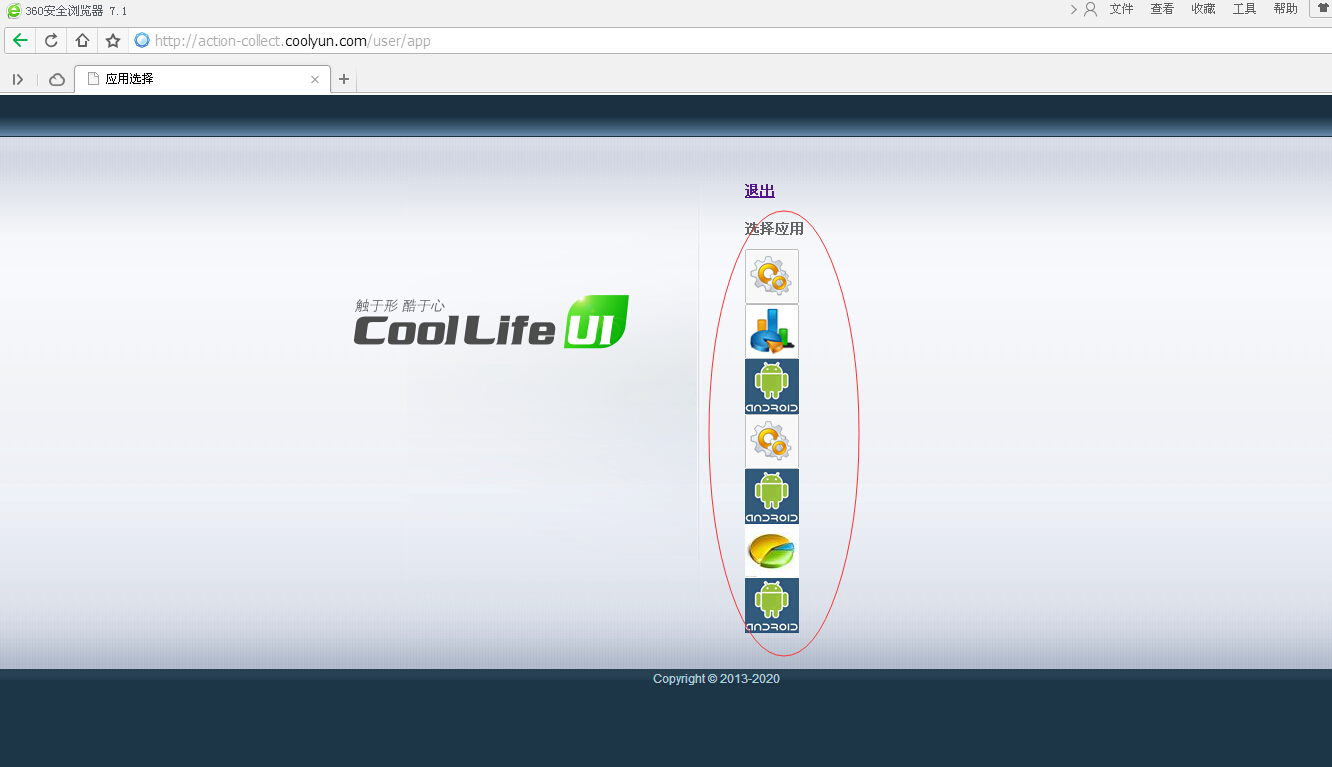 360安全浏览器 7.1
文件 查看 收藏 工具 帮助
http://action-collect.coolyun.com/user/app
应用选择
退出
选择应用
触于形 酷于心
CoolLife UI
ANDROID
ANDROID
ANDROID
Copyright © 2013-2020